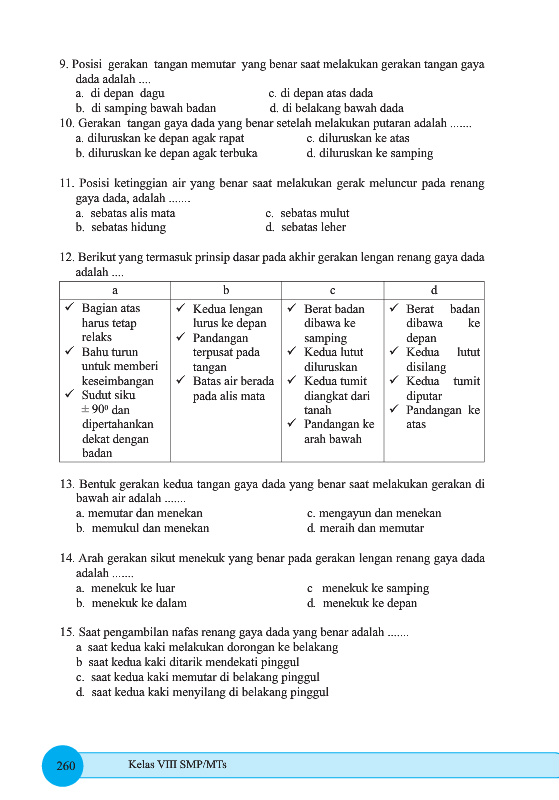 9. Posisi gerakan tangan memutar yang benar saat melakukan gerakan tangan gaya
dada adalah ....
a. di depan dagu c. di depan atas dada
b. di samping bawah badan d. di belakang bawah dada
10. Gerakan tangan gaya dada yang benar setelah melakukan putaran adalah .......
a. diluruskan ke depan agak rapat c. diluruskan ke atas
b. diluruskan ke depan agak terbuka d. diluruskan ke samping
11. Posisi ketinggian air yang benar saat melakukan gerak meluncur pada renang
gaya dada, adalah .......
a. sebatas alis mata c. sebatas mulut
b. sebatas hidung d. sebatas leher
12. Berikut yang termasuk prinsip dasar pada akhir gerakan lengan renang gaya dada
adalah ....
a b c d
✓ Bagian atas
harus tetap
relaks
✓ Bahu turun
untuk memberi
keseimbangan
✓ Sudut siku
± 90⁰ dan
dipertahankan
dekat dengan
badan
✓ Kedua lengan
lurus ke depan
✓ Pandangan
terpusat pada
tangan
✓ Batas air berada
pada alis mata
✓ Berat badan
dibawa ke
samping
✓ Kedua lutut
diluruskan
✓ Kedua tumit
diangkat dari
tanah
✓ Pandangan ke
arah bawah
✓ Berat badan
dibawa ke
depan
✓ Kedua lutut
disilang
✓ Kedua tumit
diputar
✓ Pandangan ke
atas
13. Bentuk gerakan kedua tangan gaya dada yang benar saat melakukan gerakan di
bawah air adalah .......
a. memutar dan menekan c. mengayun dan menekan
b. memukul dan menekan d. meraih dan memutar
14. Arah gerakan sikut menekuk yang benar pada gerakan lengan renang gaya dada
adalah .......
a. menekuk ke luar c menekuk ke samping
b. menekuk ke dalam d. menekuk ke depan
15. Saat pengambilan nafas renang gaya dada yang benar adalah .......
a saat kedua kaki melakukan dorongan ke belakang
b saat kedua kaki ditarik mendekati pinggul
c. saat kedua kaki memutar di belakang pinggul
d. saat kedua kaki menyilang di belakang pinggul
260 Kelas VIII SMP/MTs